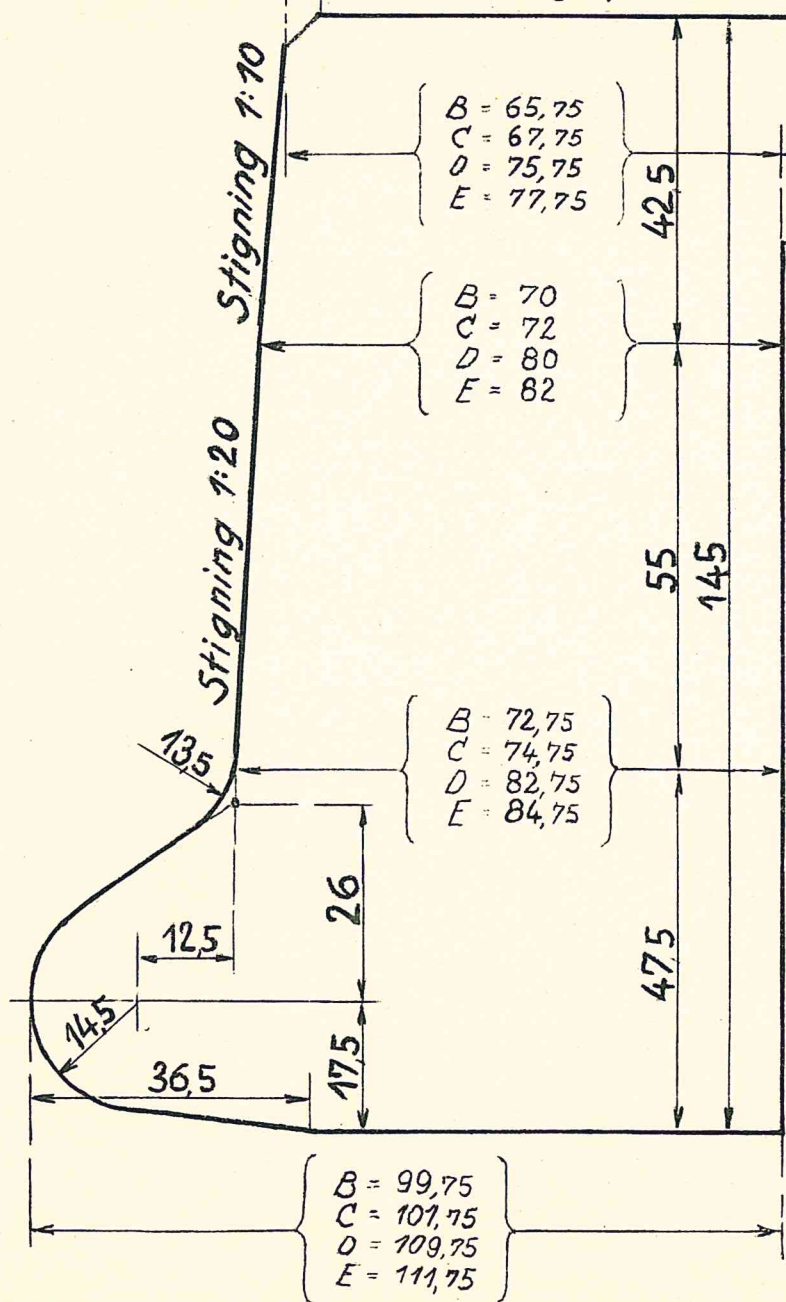 Stigning 1:10
B = 65,75
C = 67,75
D = 75,75
E = 77,75
42,5
B = 70
C = 72
D = 80
E = 82
Stigning 1:20
55
145
13,5
B = 72,75
C = 74,75
D = 82,75
E = 84,75
26
12,5
47,5
14,5
36,5
17,5
B = 99,75
C = 101,75
D = 109,75
E = 111,75